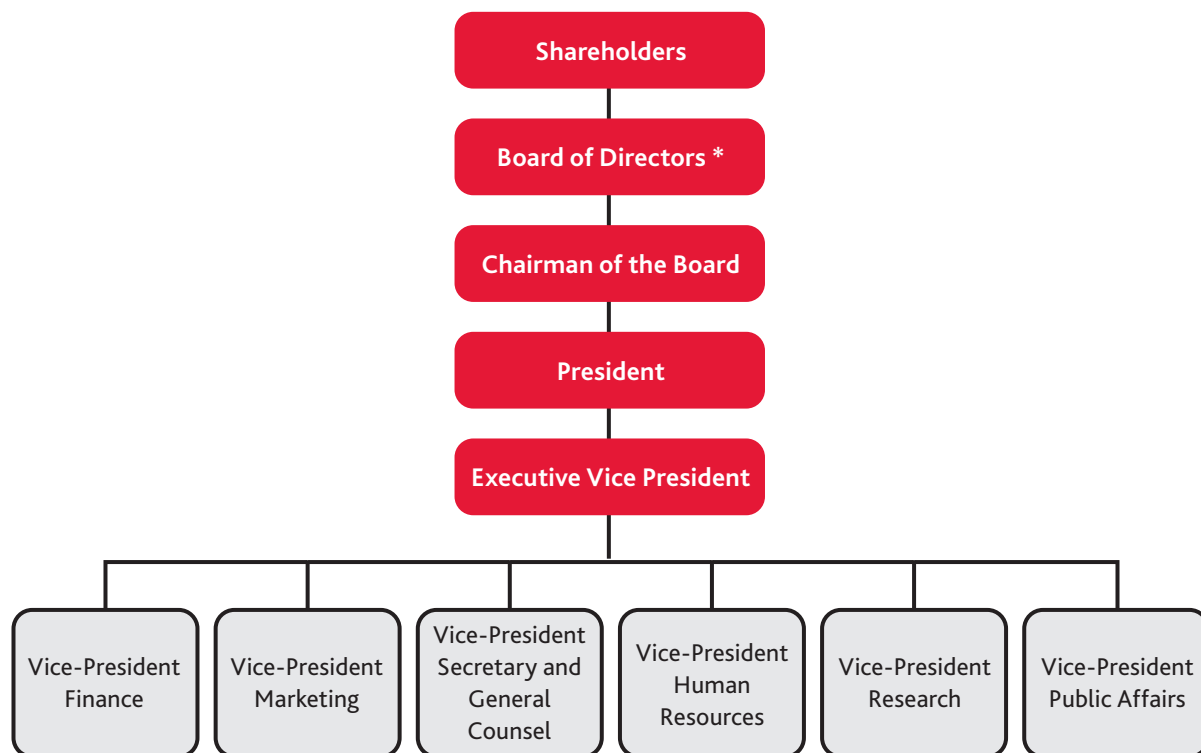 Shareholders
Board of Directors *
Chairman of the Board
President
Executive Vice President
Vice-President
Finance
Vice-President
Marketing
Vice-President
Secretary and
General
Counsel
Vice-President
Human
Resources
Vice-President
Research
Vice-President
Public Affairs